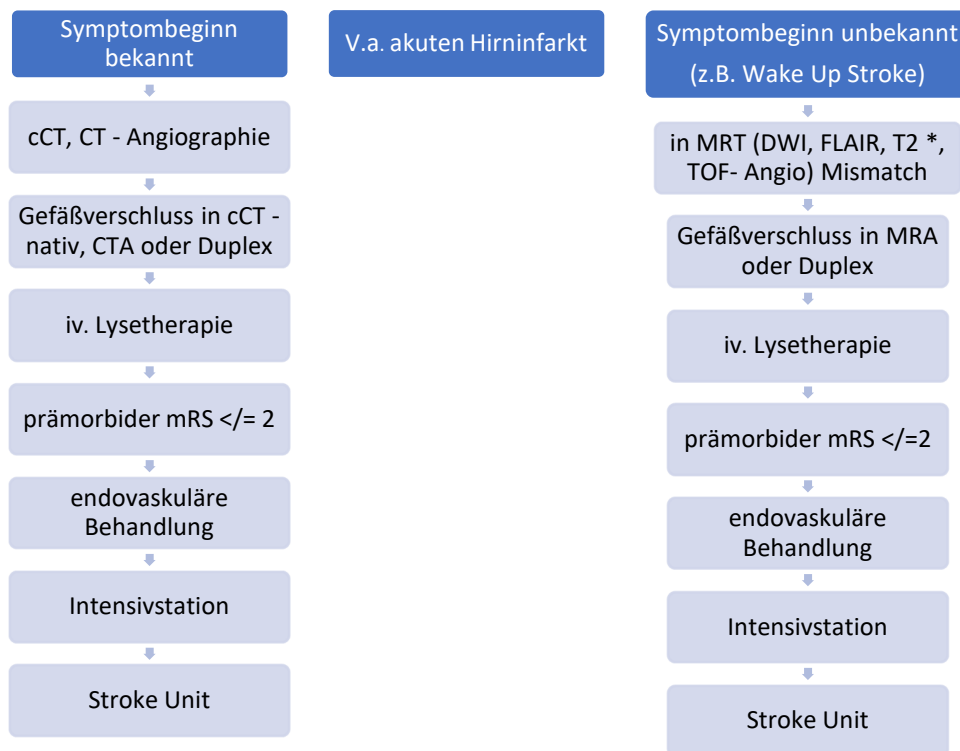 Symptombeginn
bekannt
cCT, CT - Angiographie
Gefäßverschluss in cCT -
nativ, CTA oder Duplex
iv. Lysetherapie
prämorbider mRS </= 2
endovaskuläre
Behandlung
Intensivstation
Stroke Unit
V.a. akuten Hirninfarkt
Symptombeginn unbekannt
(z.B. Wake Up Stroke)
in MRT (DWI, FLAIR, T2 *,
TOF- Angio) Mismatch
Gefäßverschluss in MRA
oder Duplex
iv. Lysetherapie
prämorbider mRS </=2
endovaskuläre
Behandlung
Intensivstation
Stroke Unit